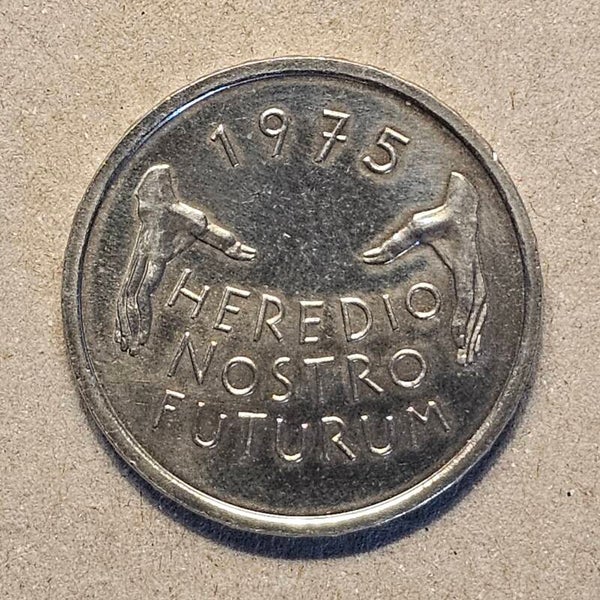 1975
HEREDIO
NOSTRO
FUTURUM